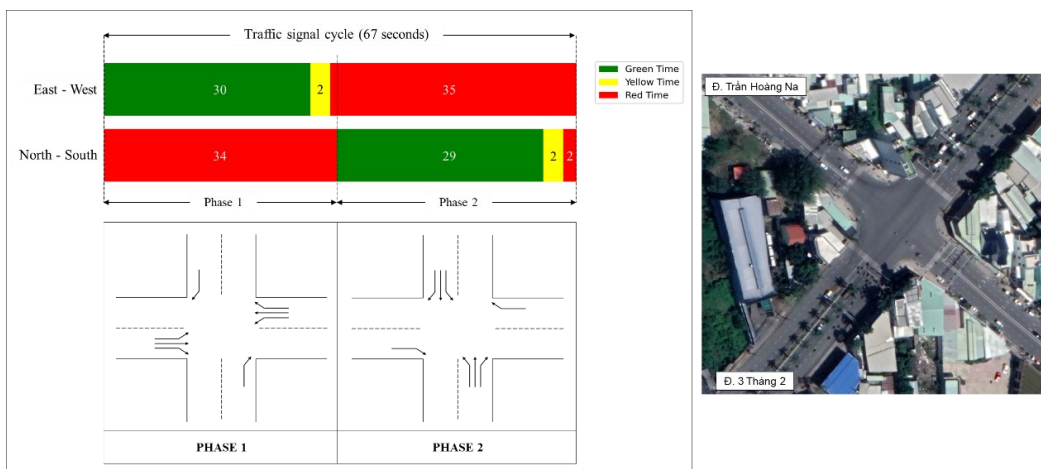 Traffic signal cycle (67 seconds)
East - West
30
2
35
North - South
34
29
2
2
Phase 1
Phase 2
Green Time
Yellow Time
Red Time
PHASE 1
PHASE 2
Đ. Trần Hoàng Na
Đ. 3 Tháng 2